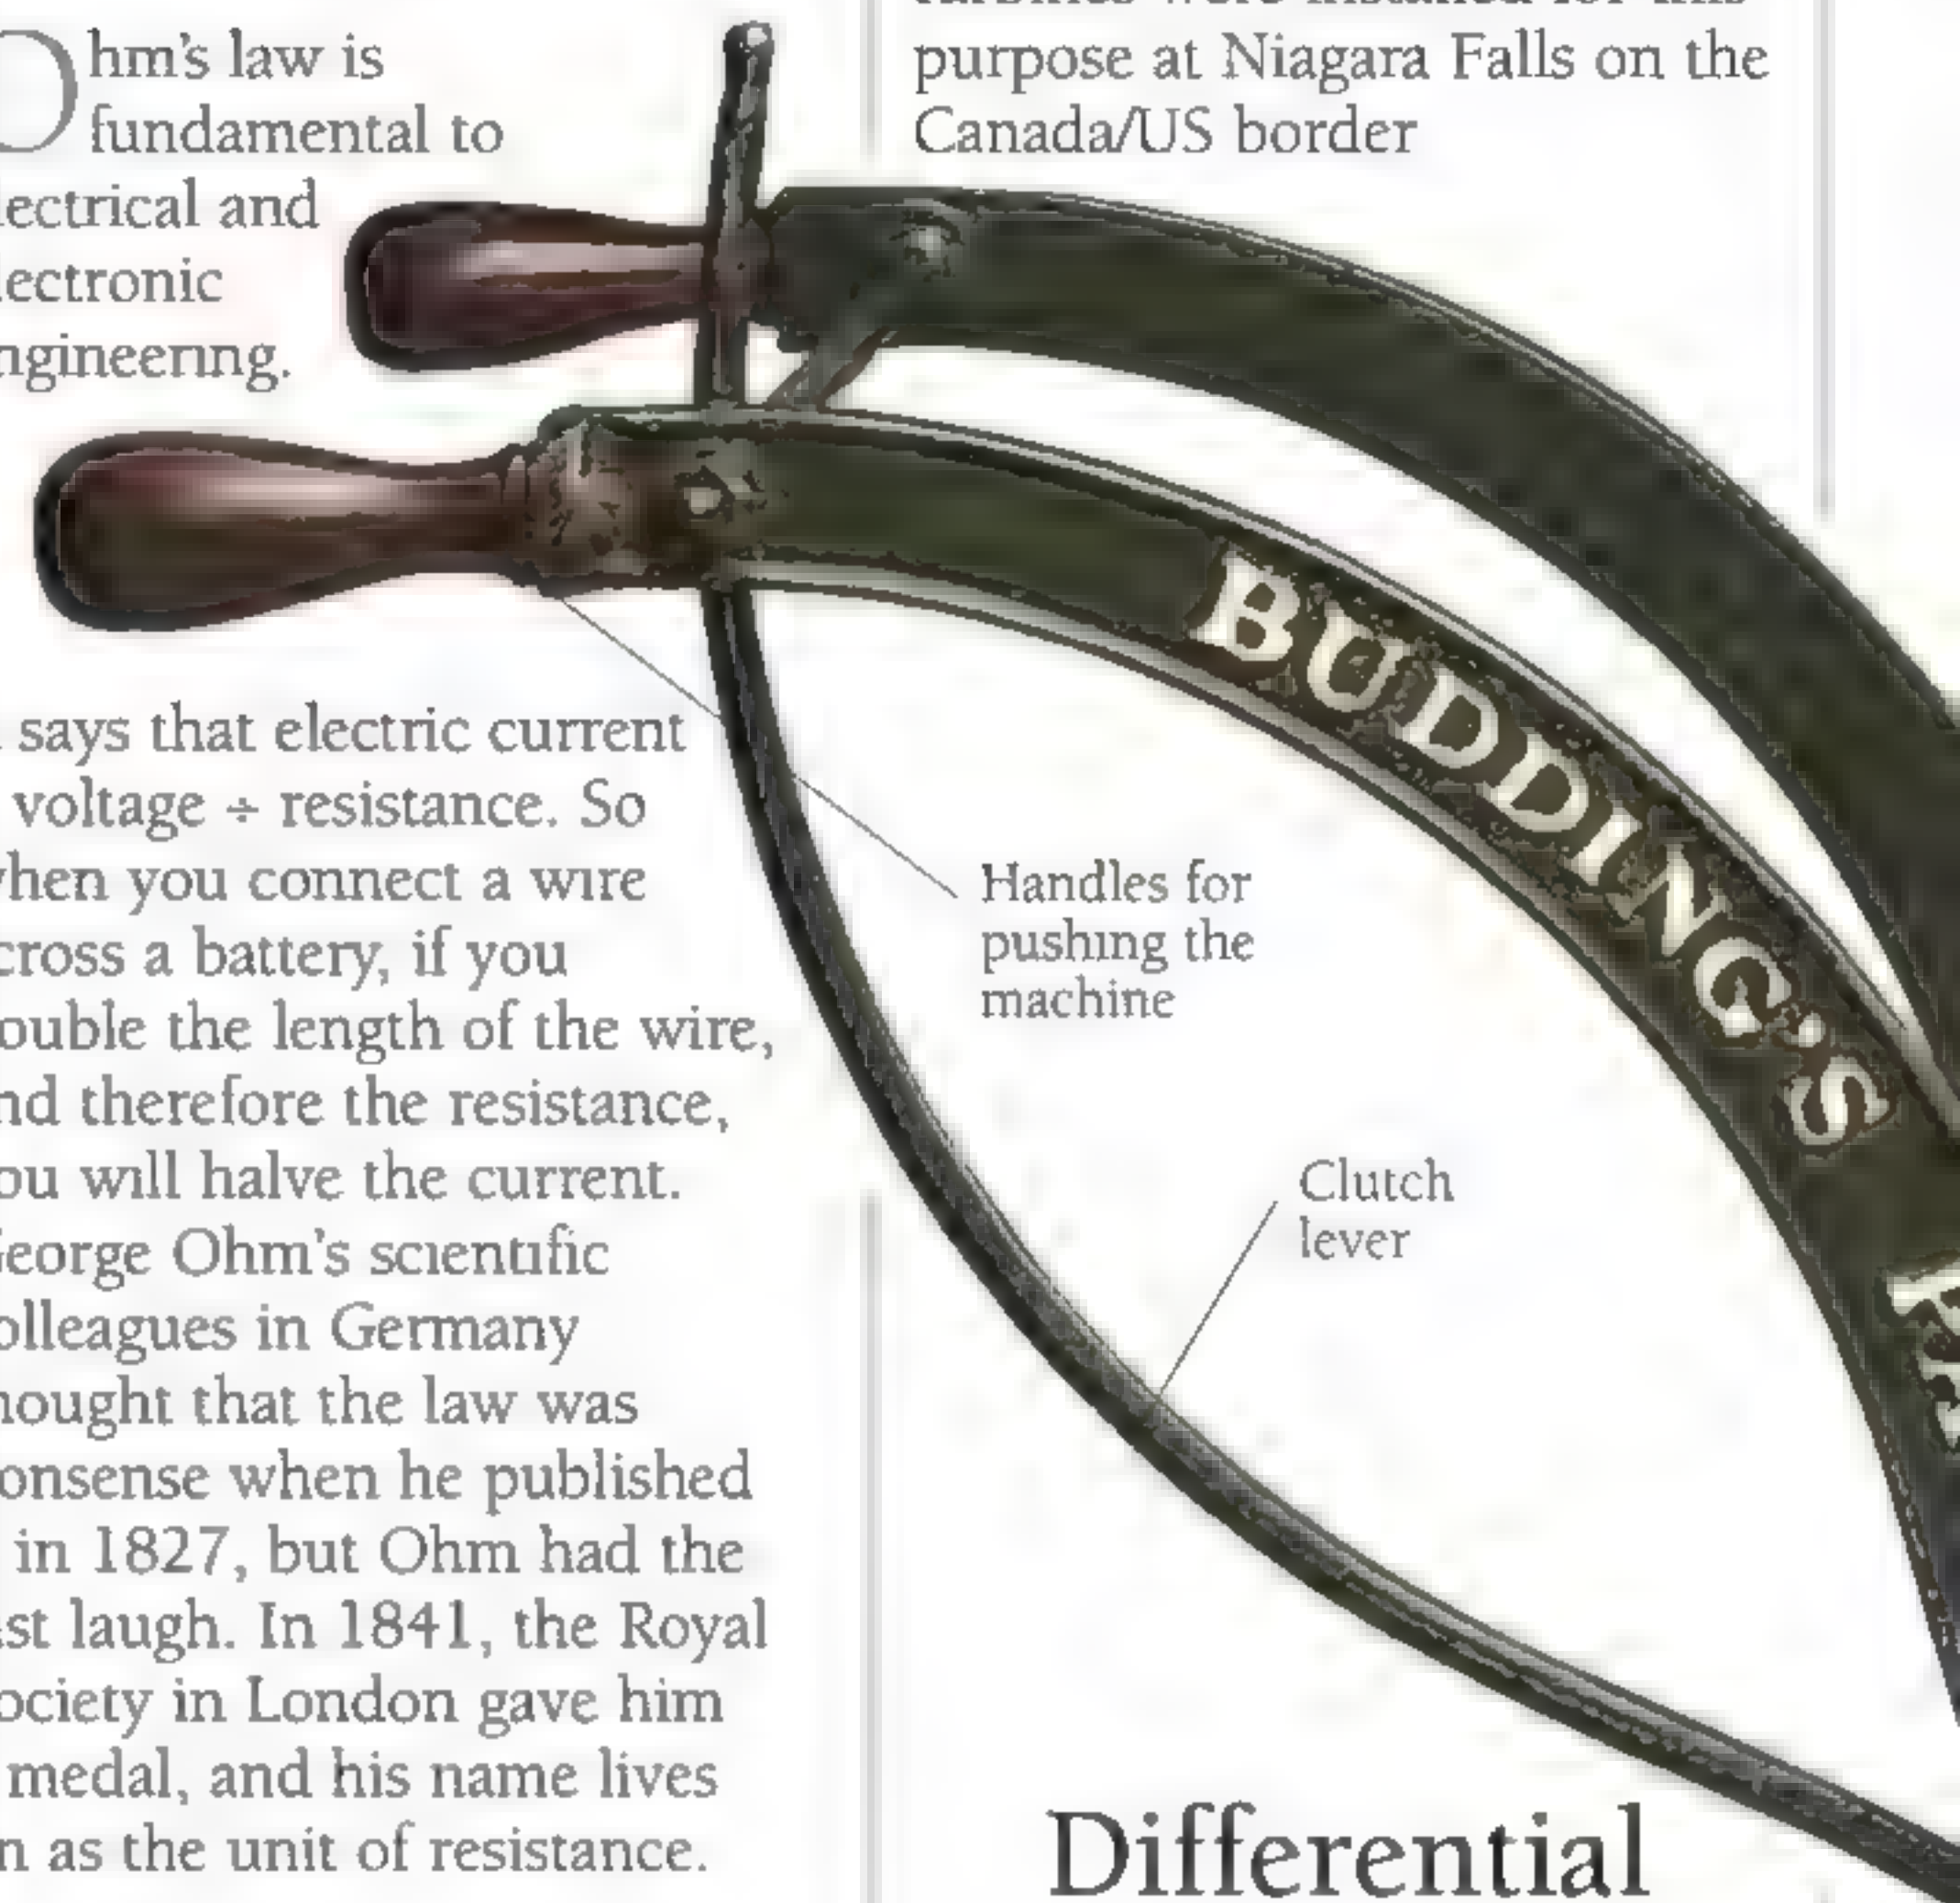 hm's law is
fundamental to
lectrical and
lectronic
ngineering.
says that electric current
voltage ÷ resistance. So
when you connect a wire
cross a battery, if you
ouble the length of the wire,
nd therefore the resistance,
ou will halve the current.
George Ohm's scientific
olleagues in Germany
hought that the law was
onsense when he published
in 1827, but Ohm had the
st laugh. In 1841, the Royal
ociety in London gave him
medal, and his name lives
n as the unit of resistance.
purpose at Niagara Falls on the
Canada/US border
BUDDING'S
Handles for
pushing the
machine
Clutch
lever
Differential